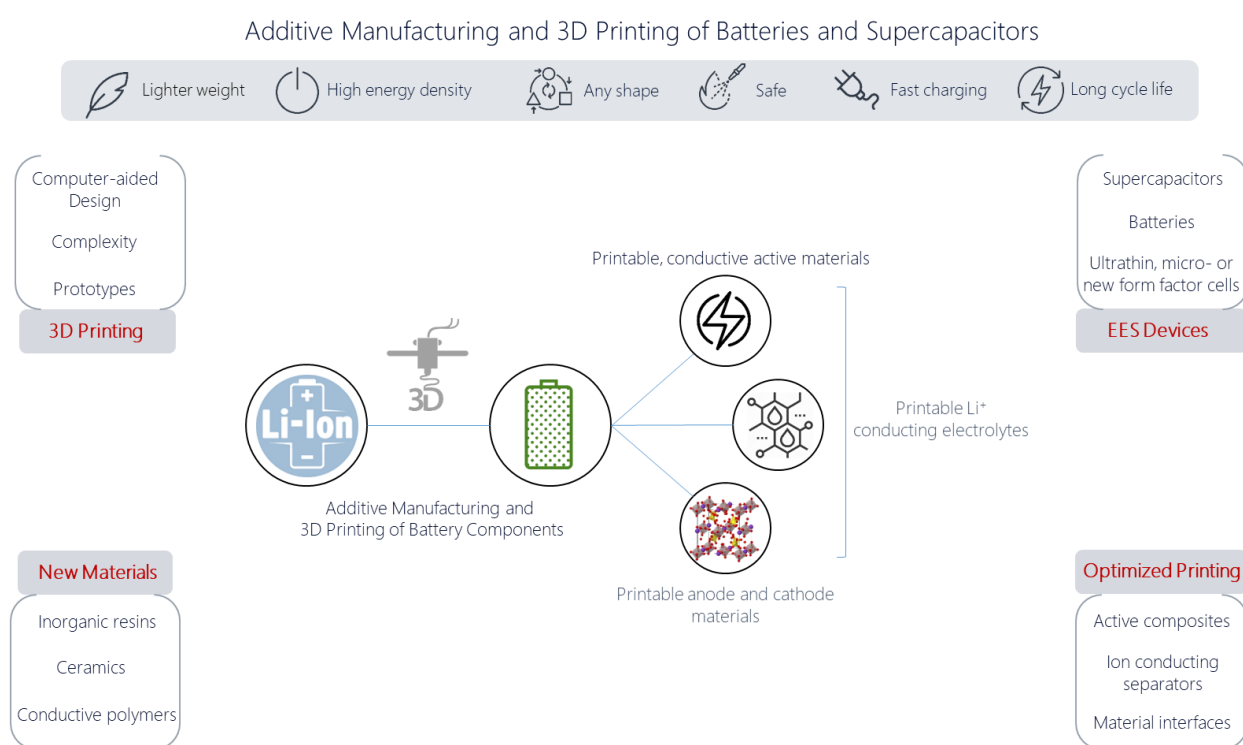 Additive Manufacturing and 3D Printing of Batteries and Supercapacitors
Lighter weight
High energy density
Any shape
Safe
Fast charging
Long cycle life
Computer-aided
Design
Complexity
Prototypes
3D Printing
Supercapacitors
Batteries
Ultrathin, micro- or
new form factor cells
EES Devices
Printable, conductive active materials
3D
Li-Ion
Additive Manufacturing and
3D Printing of Battery Components
Printable Li⁺
conducting electrolytes
Printable anode and cathode
materials
New Materials
Inorganic resins
Ceramics
Conductive polymers
Optimized Printing
Active composites
Ion conducting
separators
Material interfaces